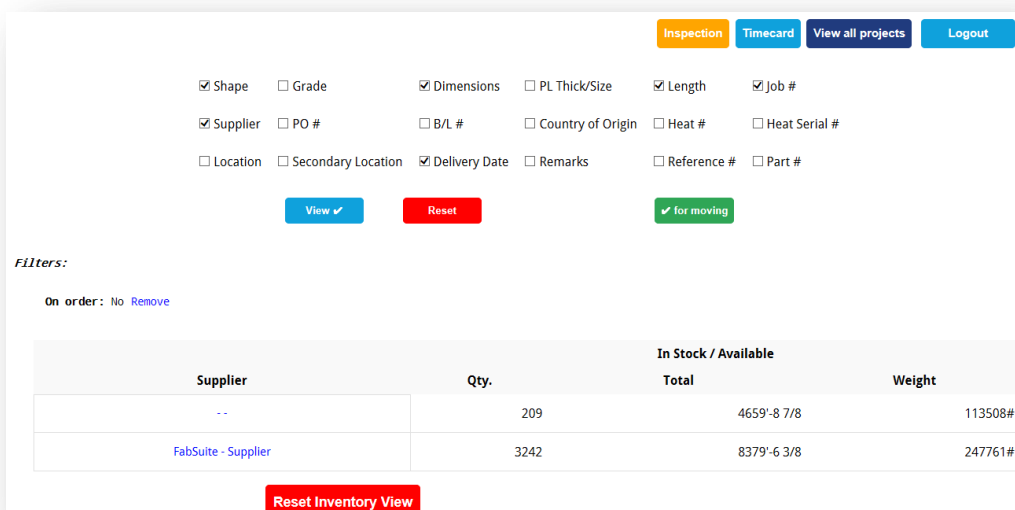 Inspection Timecard View all projects Logout
Shape Grade Dimensions PL Thick/Size Length Job #
Supplier PO # B/L # Country of Origin Heat # Heat Serial #
Location Secondary Location Delivery Date Remarks Reference # Part #
View ✔ Reset ✔ for moving
Filters:
On order: No Remove
In Stock / Available
Supplier Qty. Total Weight
- - 209 4659'-8 7/8 113508#
FabSuite - Supplier 3242 8379'-6 3/8 247761#
Reset Inventory View